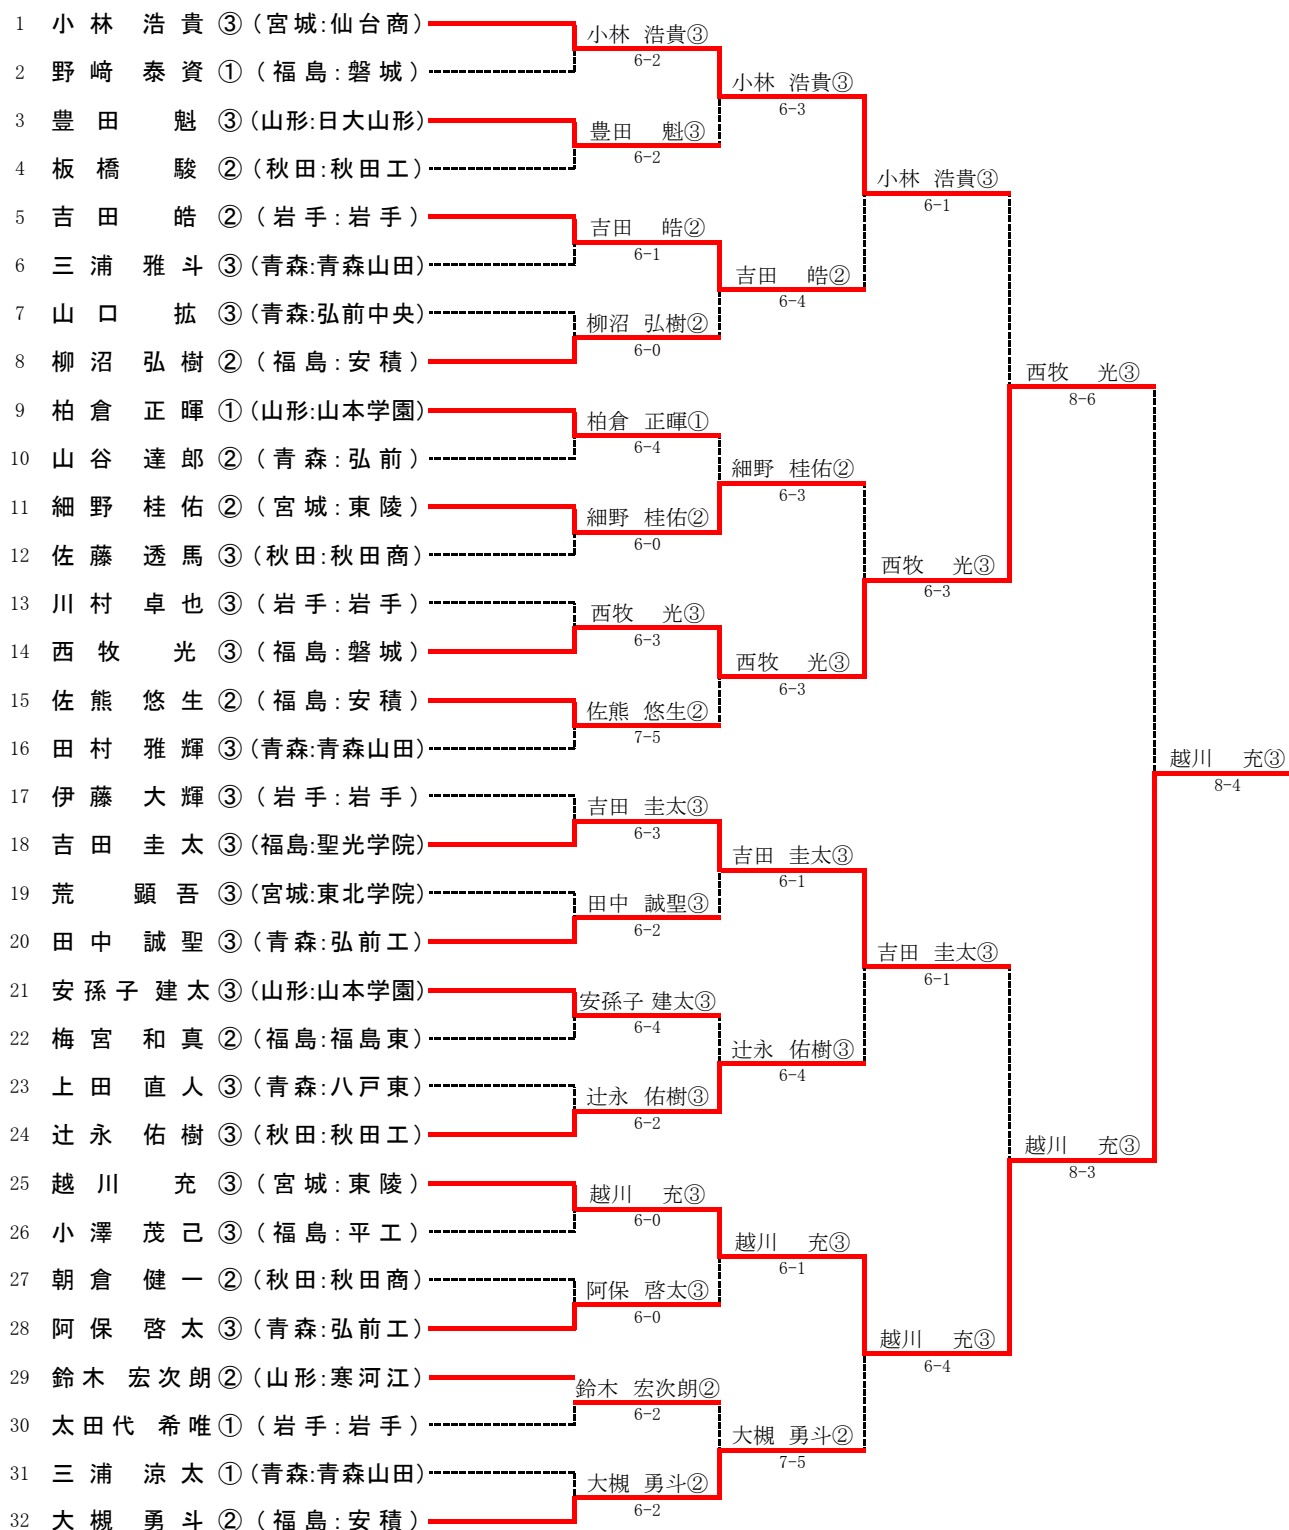 1 小林 浩貴 ③ (宮城:仙台商)
2 野﨑 泰資 ① (福島:磐城)
3 豊田 魁 ③ (山形:日大山形)
4 板橋 駿 ② (秋田:秋田工)
5 吉田 皓 ② (岩手:岩手)
6 三浦 雅斗 ③ (青森:青森山田)
7 山口 拡 ③ (青森:弘前中央)
8 柳沼 弘樹 ② (福島:安積)
9 柏倉 正暉 ① (山形:山本学園)
10 山谷 達郎 ② (青森:弘前)
11 細野 桂佑 ② (宮城:東陵)
12 佐藤 透馬 ③ (秋田:秋田商)
13 川村 卓也 ③ (岩手:岩手)
14 西牧 光 ③ (福島:磐城)
15 佐熊 悠生 ② (福島:安積)
16 田村 雅輝 ③ (青森:青森山田)
17 伊藤 大輝 ③ (岩手:岩手)
18 吉田 圭太 ③ (福島:聖光学院)
19 荒 顕吾 ③ (宮城:東北学院)
20 田中 誠聖 ③ (青森:弘前工)
21 安孫子 建太 ③ (山形:山本学園)
22 梅宮 和真 ② (福島:福島東)
23 上田 直人 ③ (青森:八戸東)
24 辻永 佑樹 ③ (秋田:秋田工)
25 越川 充 ③ (宮城:東陵)
26 小澤 茂己 ③ (福島:平工)
27 朝倉 健一 ② (秋田:秋田商)
28 阿保 啓太 ③ (青森:弘前工)
29 鈴木 宏次朗 ② (山形:寒河江)
30 太田代 希唯 ① (岩手:岩手)
31 三浦 涼太 ① (青森:青森山田)
32 大槻 勇斗 ② (福島:安積)
小林 浩貴③
6-2
豊田 魁③
6-2
吉田 皓②
6-1
柳沼 弘樹②
6-0
柏倉 正暉①
6-4
細野 桂佑②
6-0
西牧 光③
6-3
佐熊 悠生②
7-5
吉田 圭太③
6-3
田中 誠聖③
6-2
安孫子 建太③
6-4
辻永 佑樹③
6-2
越川 充③
6-0
阿保 啓太③
6-0
鈴木 宏次朗②
6-2
大槻 勇斗②
6-2
小林 浩貴③
6-3
吉田 皓②
6-4
細野 桂佑②
6-3
西牧 光③
6-3
吉田 圭太③
6-1
辻永 佑樹③
6-4
越川 充③
6-1
大槻 勇斗②
7-5
小林 浩貴③
6-1
西牧 光③
6-3
吉田 圭太③
6-1
越川 充③
6-4
西牧 光③
8-6
越川 充③
8-3
越川 充③
8-4